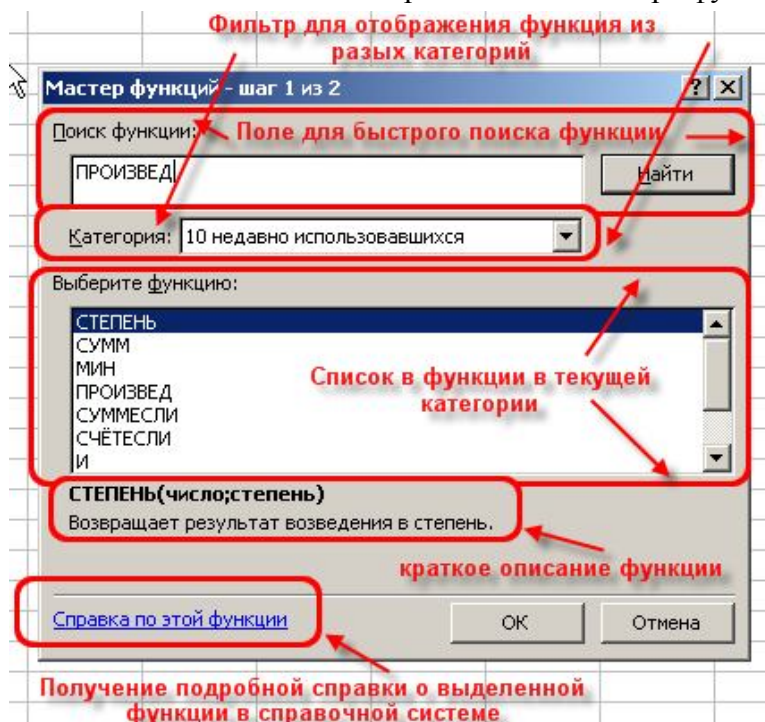 Фильтр для отображения функция из
разых категорий
Мастер функций - шаг 1 из 2
Поиск функции:
Поле для быстрого поиска функции
ПРОИЗВЕД
Найти
Категория: 10 недавно использовавшихся
Выберите функцию:
СТЕПЕНЬ
СУММ
МИН
ПРОИЗВЕД
СУММЕСЛИ
СЧЁТЕСЛИ
И
Список в функции в текущей
категории
СТЕПЕНЬ(число;степень)
Возвращает результат возведения в степень.
краткое описание функции
Справка по этой функции
ОК
Отмена
Получение подробной справки о выделенной
функции в справочной системе